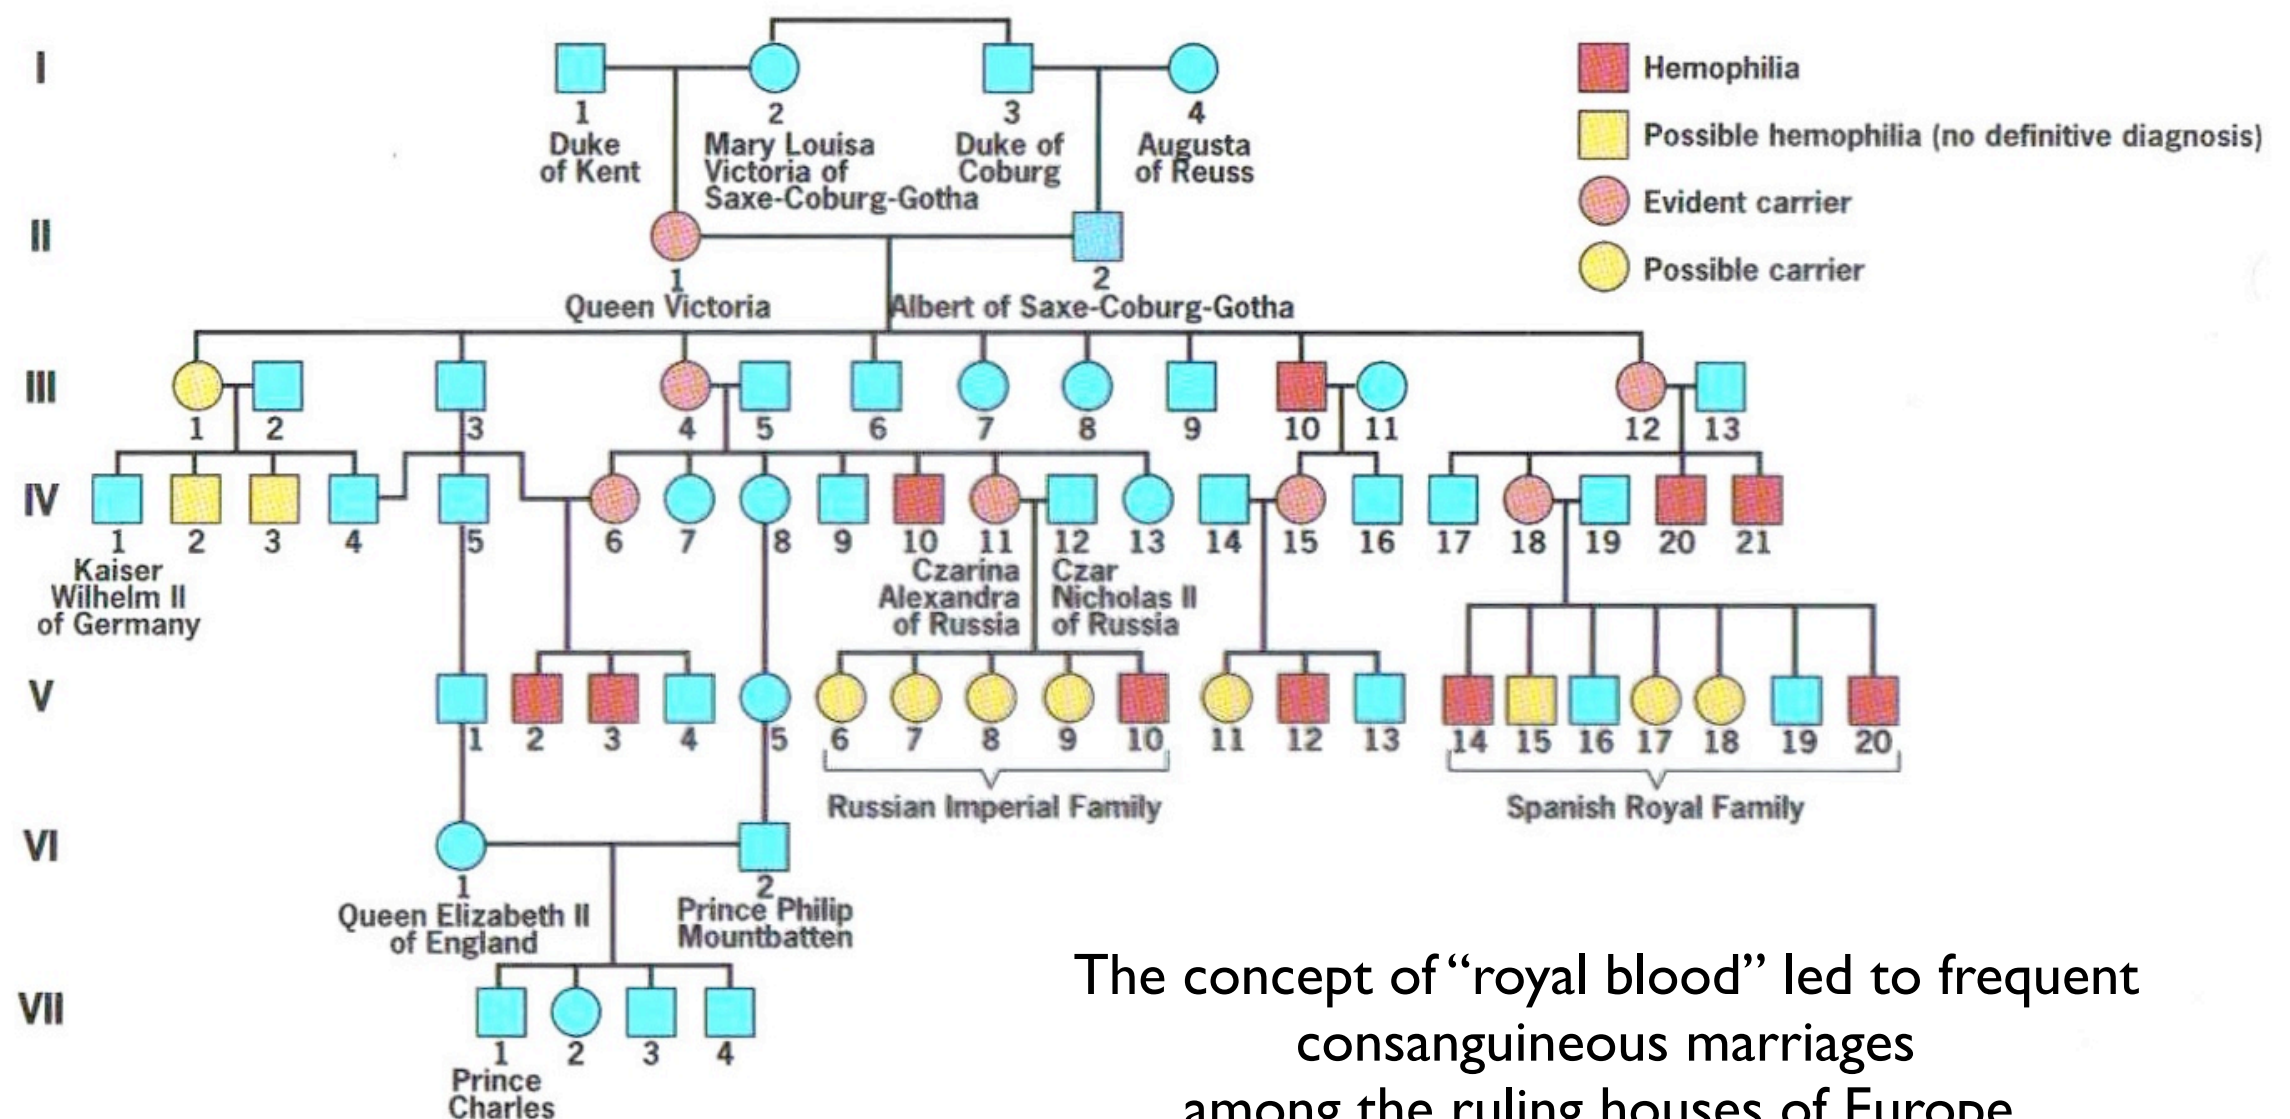 I
1 2 3 4
Duke of Kent
Mary Louisa Victoria of Saxe-Coburg-Gotha
Duke of Coburg
Augusta of Reuss
Hemophilia
Possible hemophilia (no definitive diagnosis)
Evident carrier
Possible carrier
II
1 2
Queen Victoria
Albert of Saxe-Coburg-Gotha
III
1 2 3 4 5 6 7 8 9 10 11 12 13
IV
1 2 3 4 5 6 7 8 9 10 11 12 13 14 15 16 17 18 19 20 21
Kaiser
Wilhelm II
of Germany
Czarina
Alexandra
of Russia
Czar
Nicholas II
of Russia
V
1 2 3 4 5 6 7 8 9 10 11 12 13 14 15 16 17 18 19 20
Russian Imperial Family
Spanish Royal Family
VI
1 2
Queen Elizabeth II
of England
Prince Philip
Mountbatten
VII
1 2 3 4
Prince
Charles
The concept of “royal blood” led to frequent
consanguineous marriages
among the ruling houses of Europe